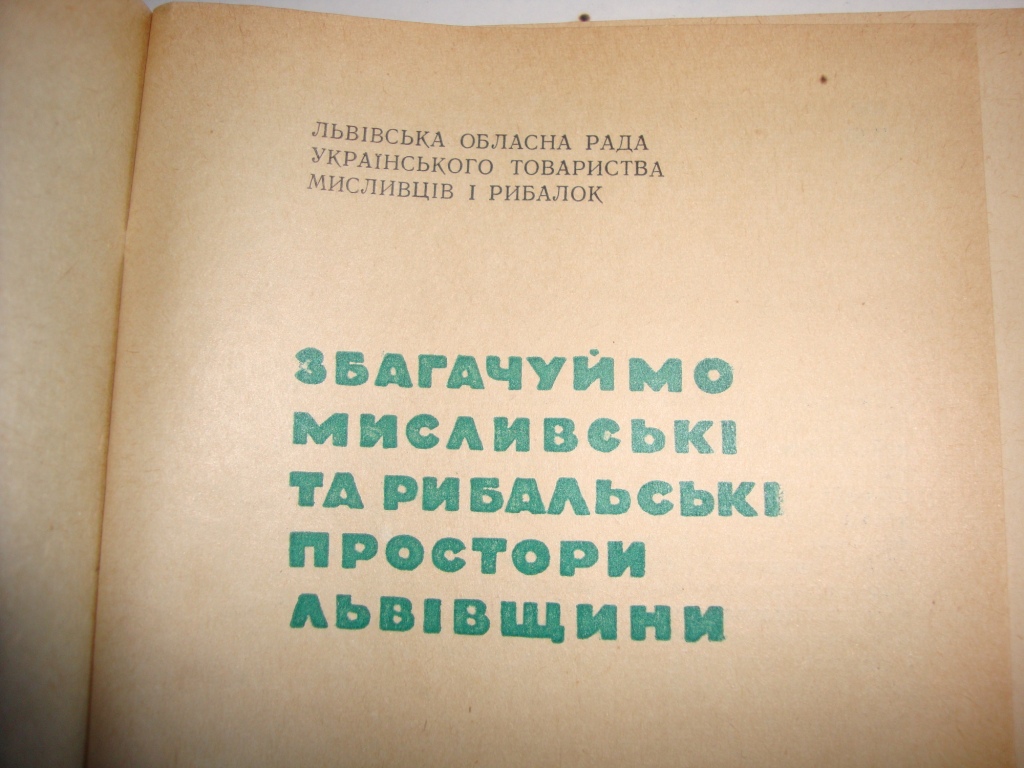 ЛЬВІВСЬКА ОБЛАСНА РАДА
УКРАЇНСЬКОГО ТОВАРИСТВА
МИСЛИВЦІВ І РИБАЛОК
ЗБАГАЧУЙМО
МИСЛИВСЬКІ
ТА РИБАЛЬСЬКІ
ПРОСТОРИ
ЛЬВІВЩИНИ